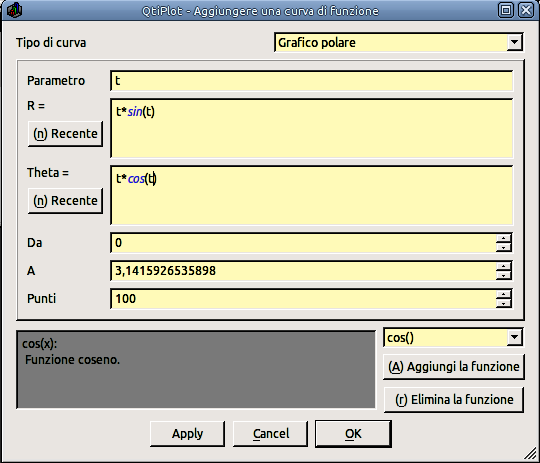 QtiPlot - Aggiungere una curva di funzione
Tipo di curva
Grafico polare
Parametro
t
R =
t*sin(t)
(n) Recente
Theta =
t*cos(t)
(n) Recente
Da
0
A
3,1415926535898
Punti
100
cos(x):
Funzione coseno.
cos()
(A) Aggiungi la funzione
(r) Elimina la funzione
Apply
Cancel
OK